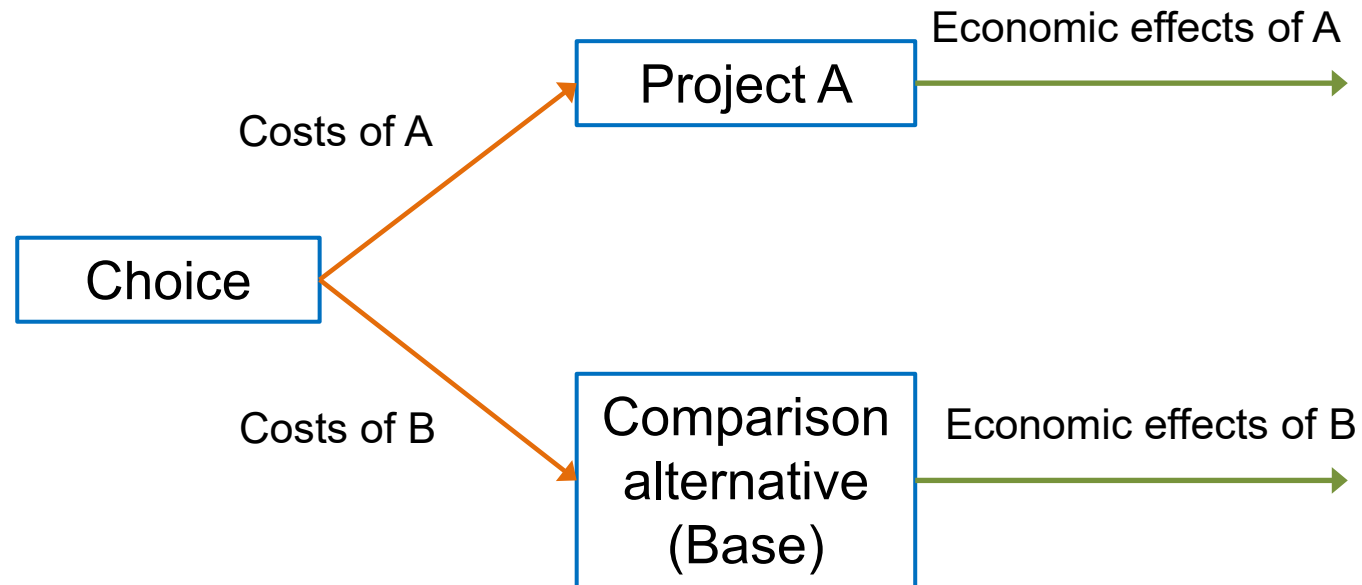 Economic effects of A
Project A
Costs of A
Choice
Costs of B
Comparison
alternative
(Base)
Economic effects of B